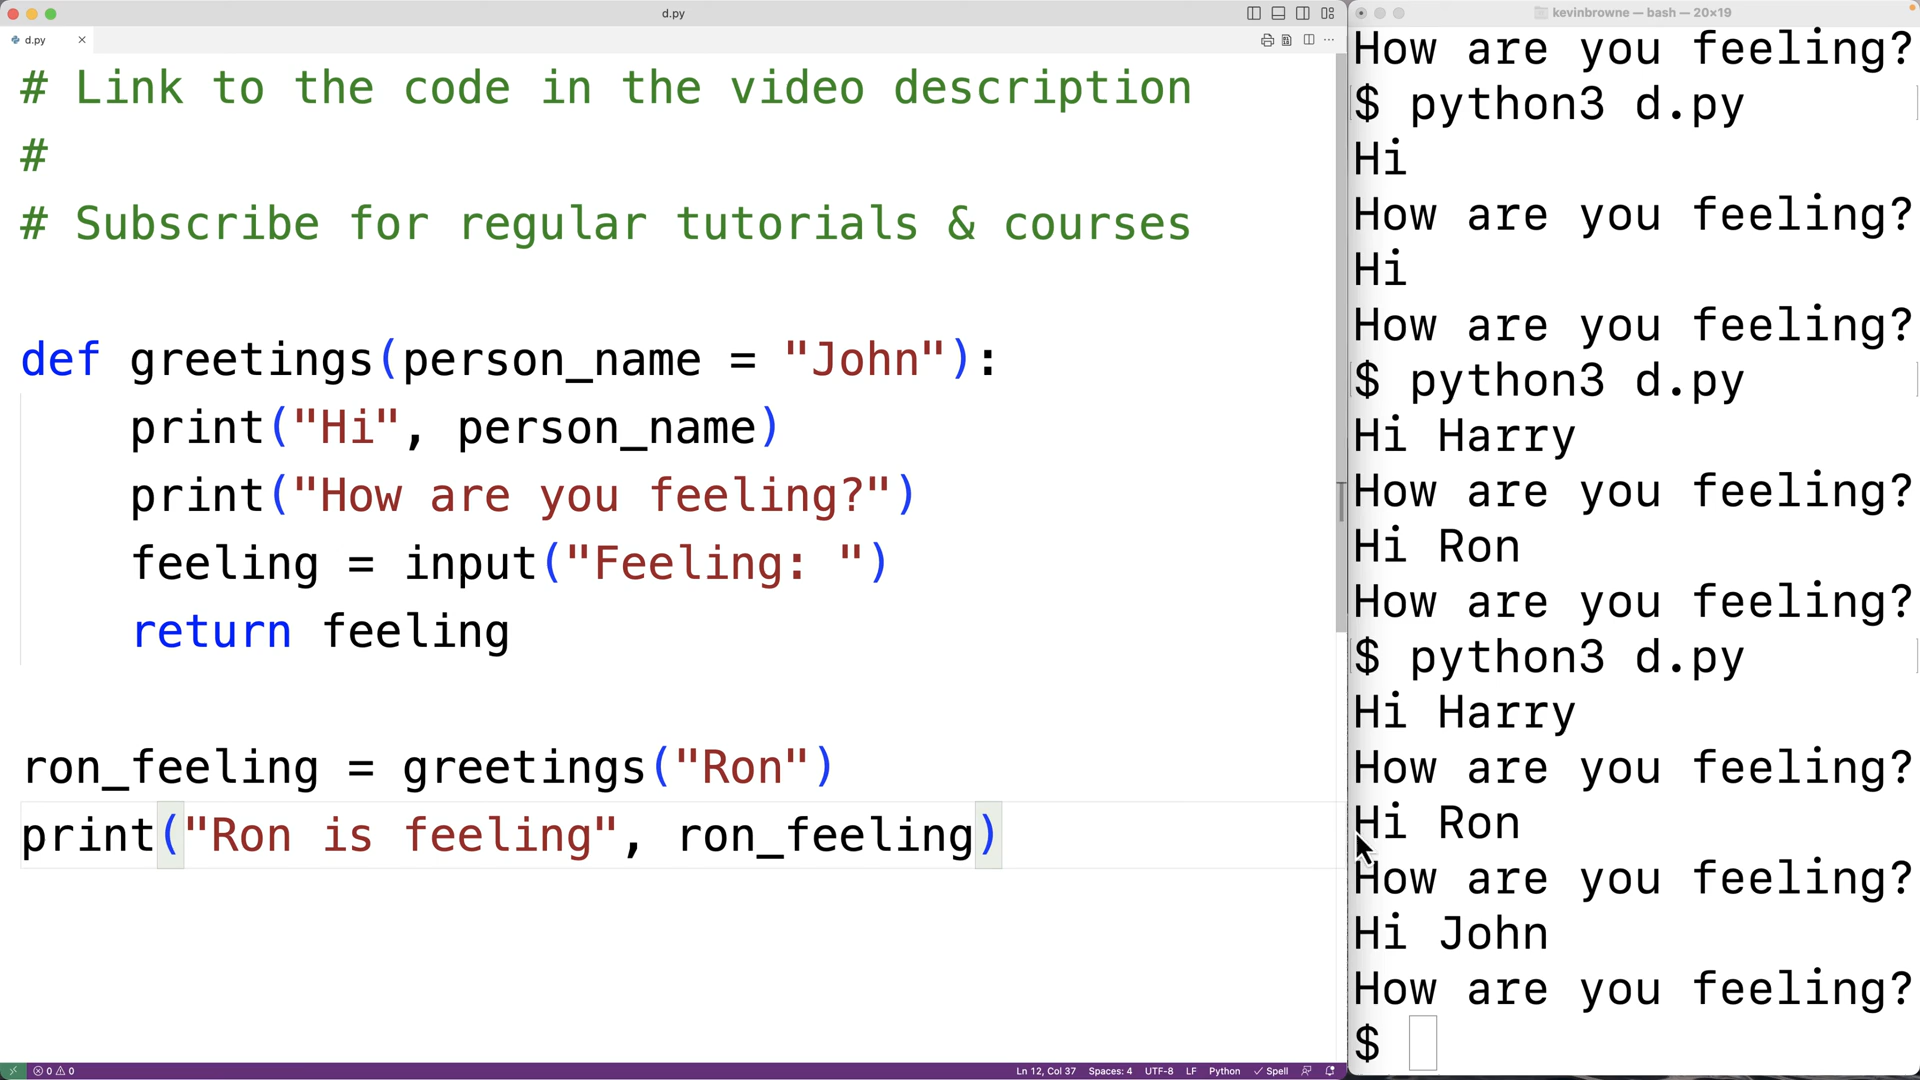 d.py
d.py
# Link to the code in the video description
#
# Subscribe for regular tutorials & courses
def greetings(person_name = "John"):
print("Hi", person_name)
print("How are you feeling?")
feeling = input("Feeling: ")
return feeling
ron_feeling = greetings("Ron")
print("Ron is feeling", ron_feeling)
0 0
Ln 12, Col 37 Spaces: 4 UTF-8 LF Python Spell
kevinbrowne — bash — 20×19
How are you feeling?
$ python3 d.py
Hi
How are you feeling?
Hi
How are you feeling?
$ python3 d.py
Hi Harry
How are you feeling?
Hi Ron
How are you feeling?
$ python3 d.py
Hi Harry
How are you feeling?
Hi Ron
How are you feeling?
Hi John
How are you feeling?
$